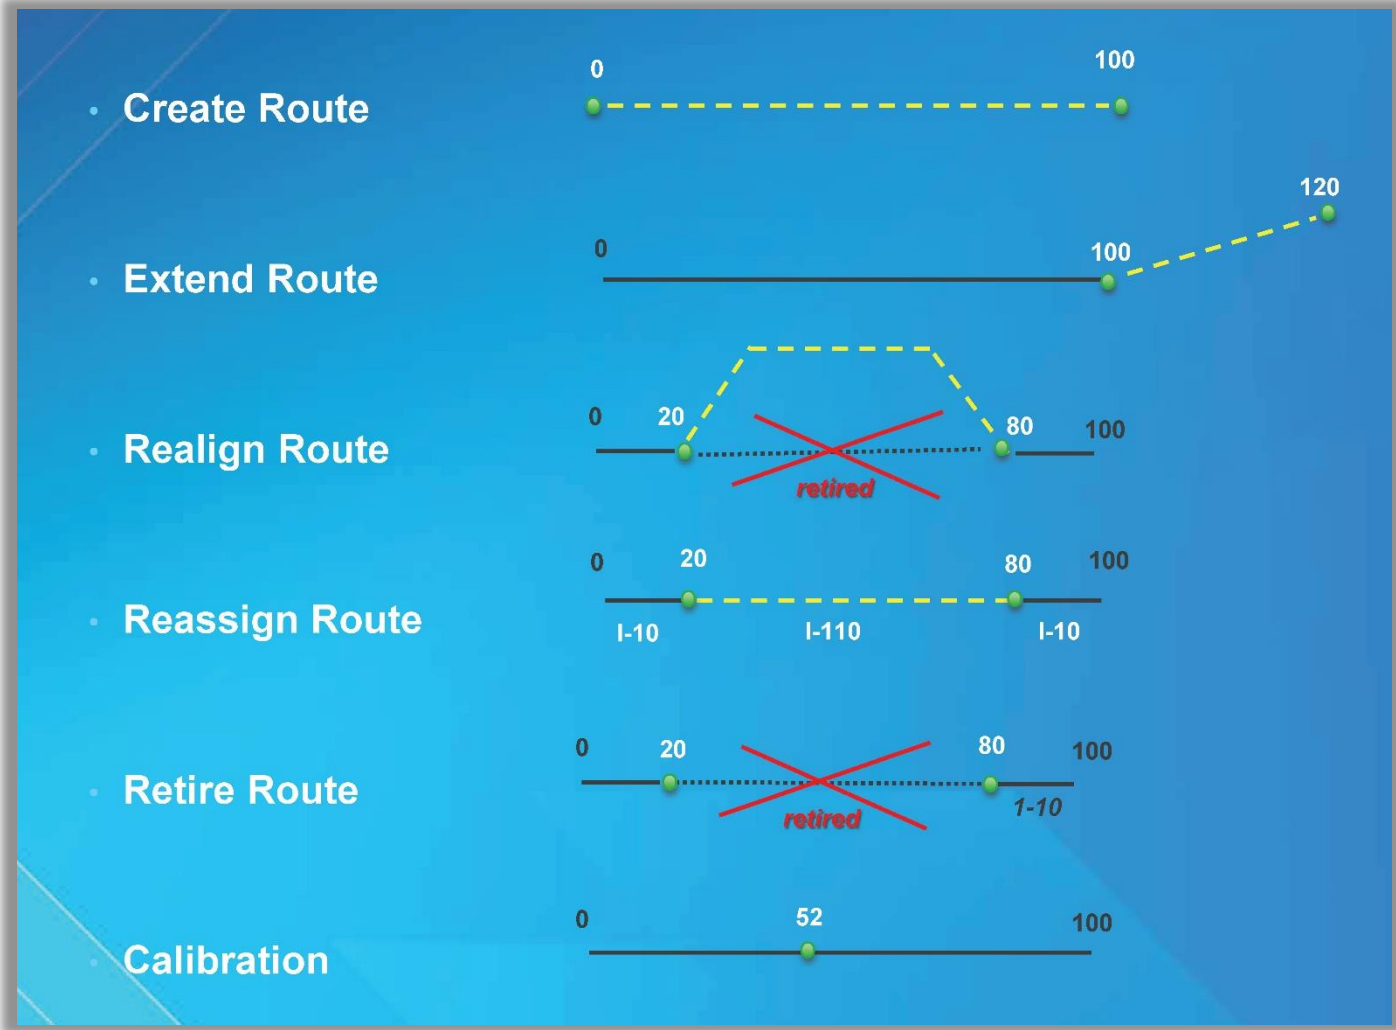 0
100
• Create Route
120
0
100
• Extend Route
0
20
80
100
• Realign Route
retired
0
20
80
100
• Reassign Route
I-10
I-110
I-10
0
20
80
100
• Retire Route
retired
1-10
0
52
100
• Calibration